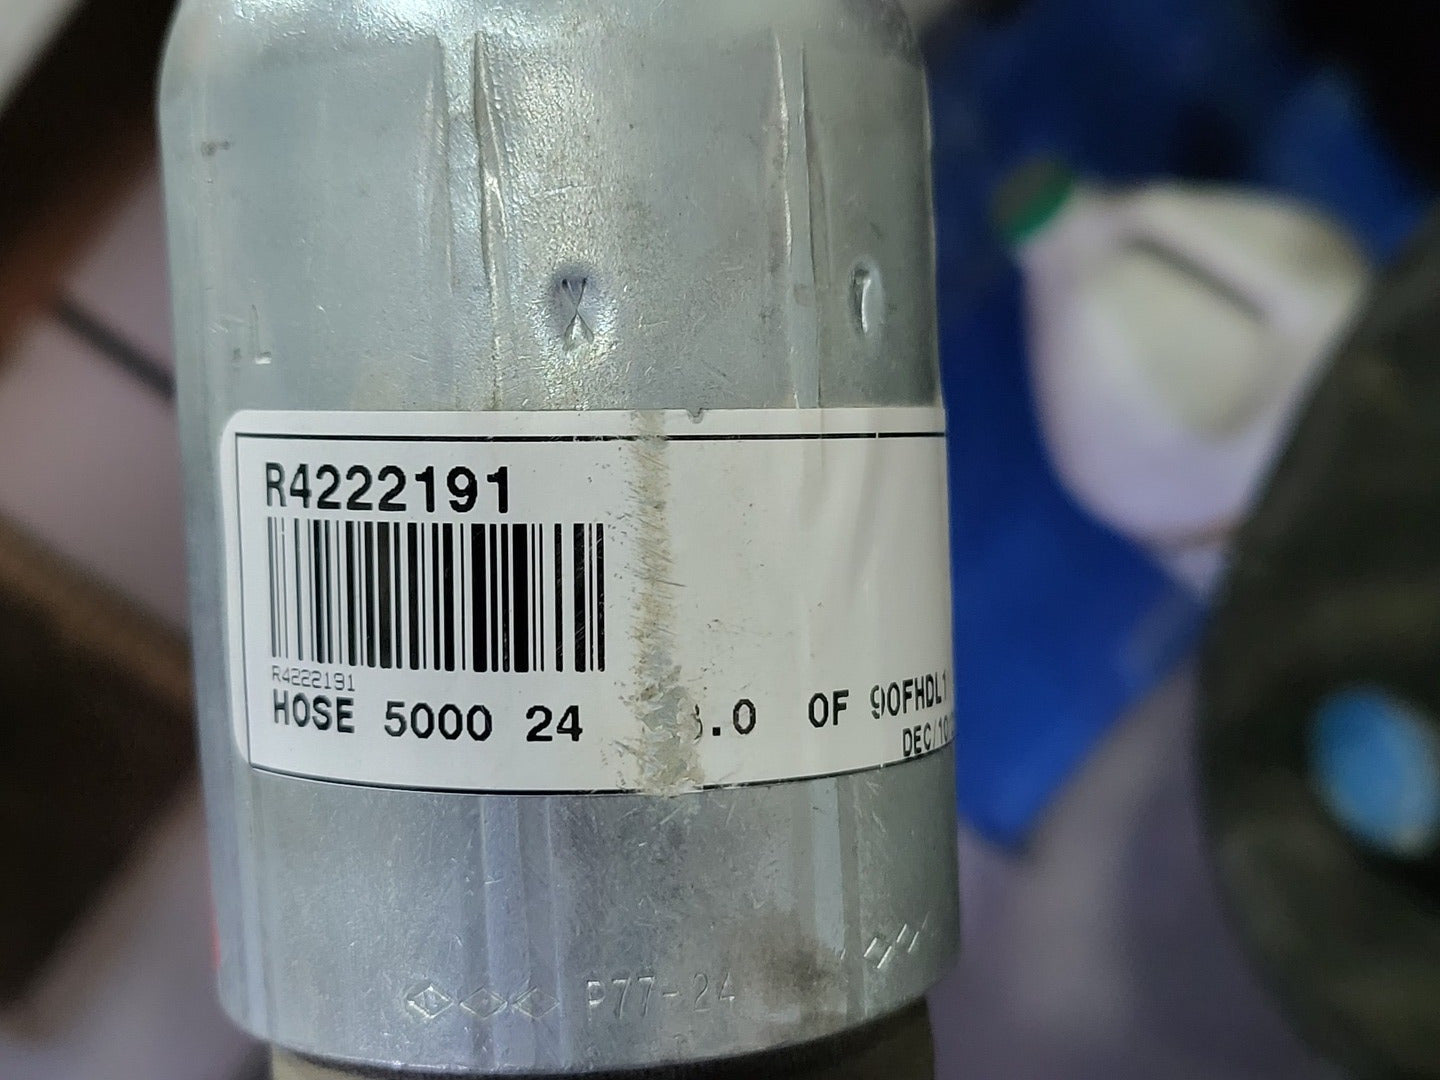 R4222191
R4222191
HOSE 5000 24 .0 OF 90FHDL1
DEC/10
P77-24